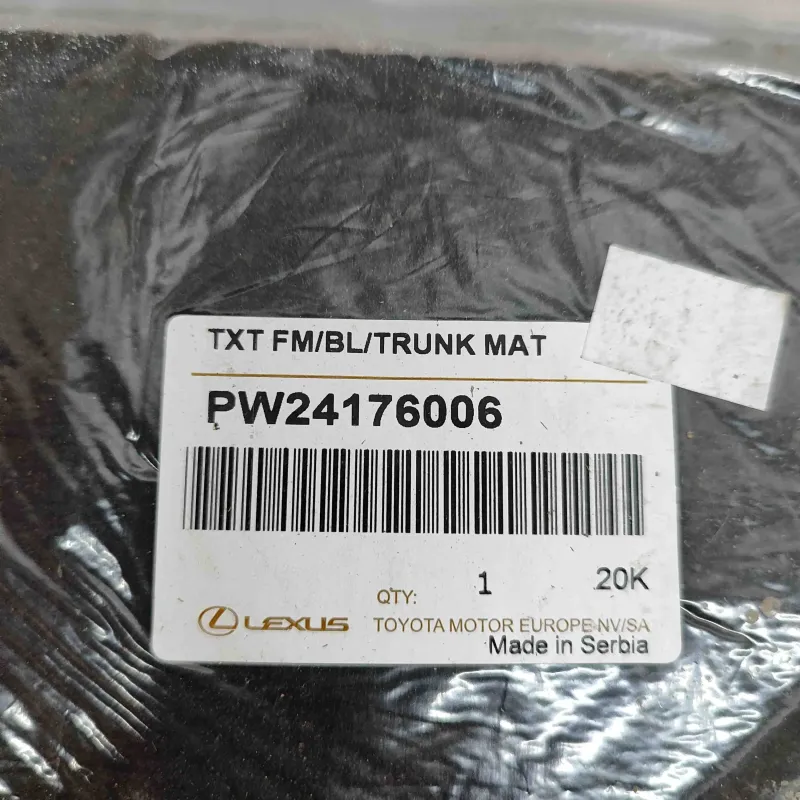 TXT FM/BL/TRUNK MAT
PW24176006
QTY: 1 20K
LEXUS TOYOTA MOTOR EUROPE NV/SA
Made in Serbia